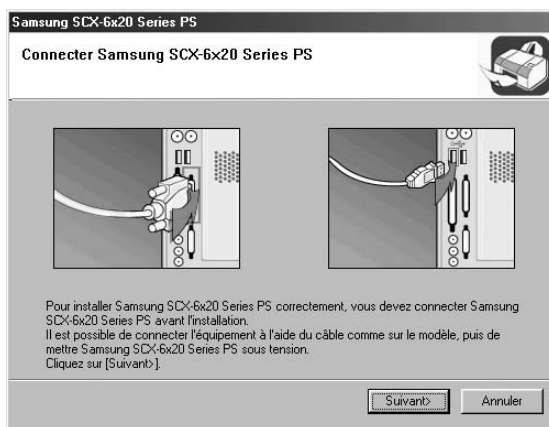 Samsung SCX-6x20 Series PS
Connecter Samsung SCX-6x20 Series PS
Pour installer Samsung SCX-6x20 Series PS correctement, vous devez connecter Samsung
SCX-6x20 Series PS avant l'installation.
Il est possible de connecter l'équipement à l'aide du câble comme sur le modèle, puis de
mettre Samsung SCX-6x20 Series PS sous tension.
Cliquez sur [Suivant>].
Suivant>
Annuler